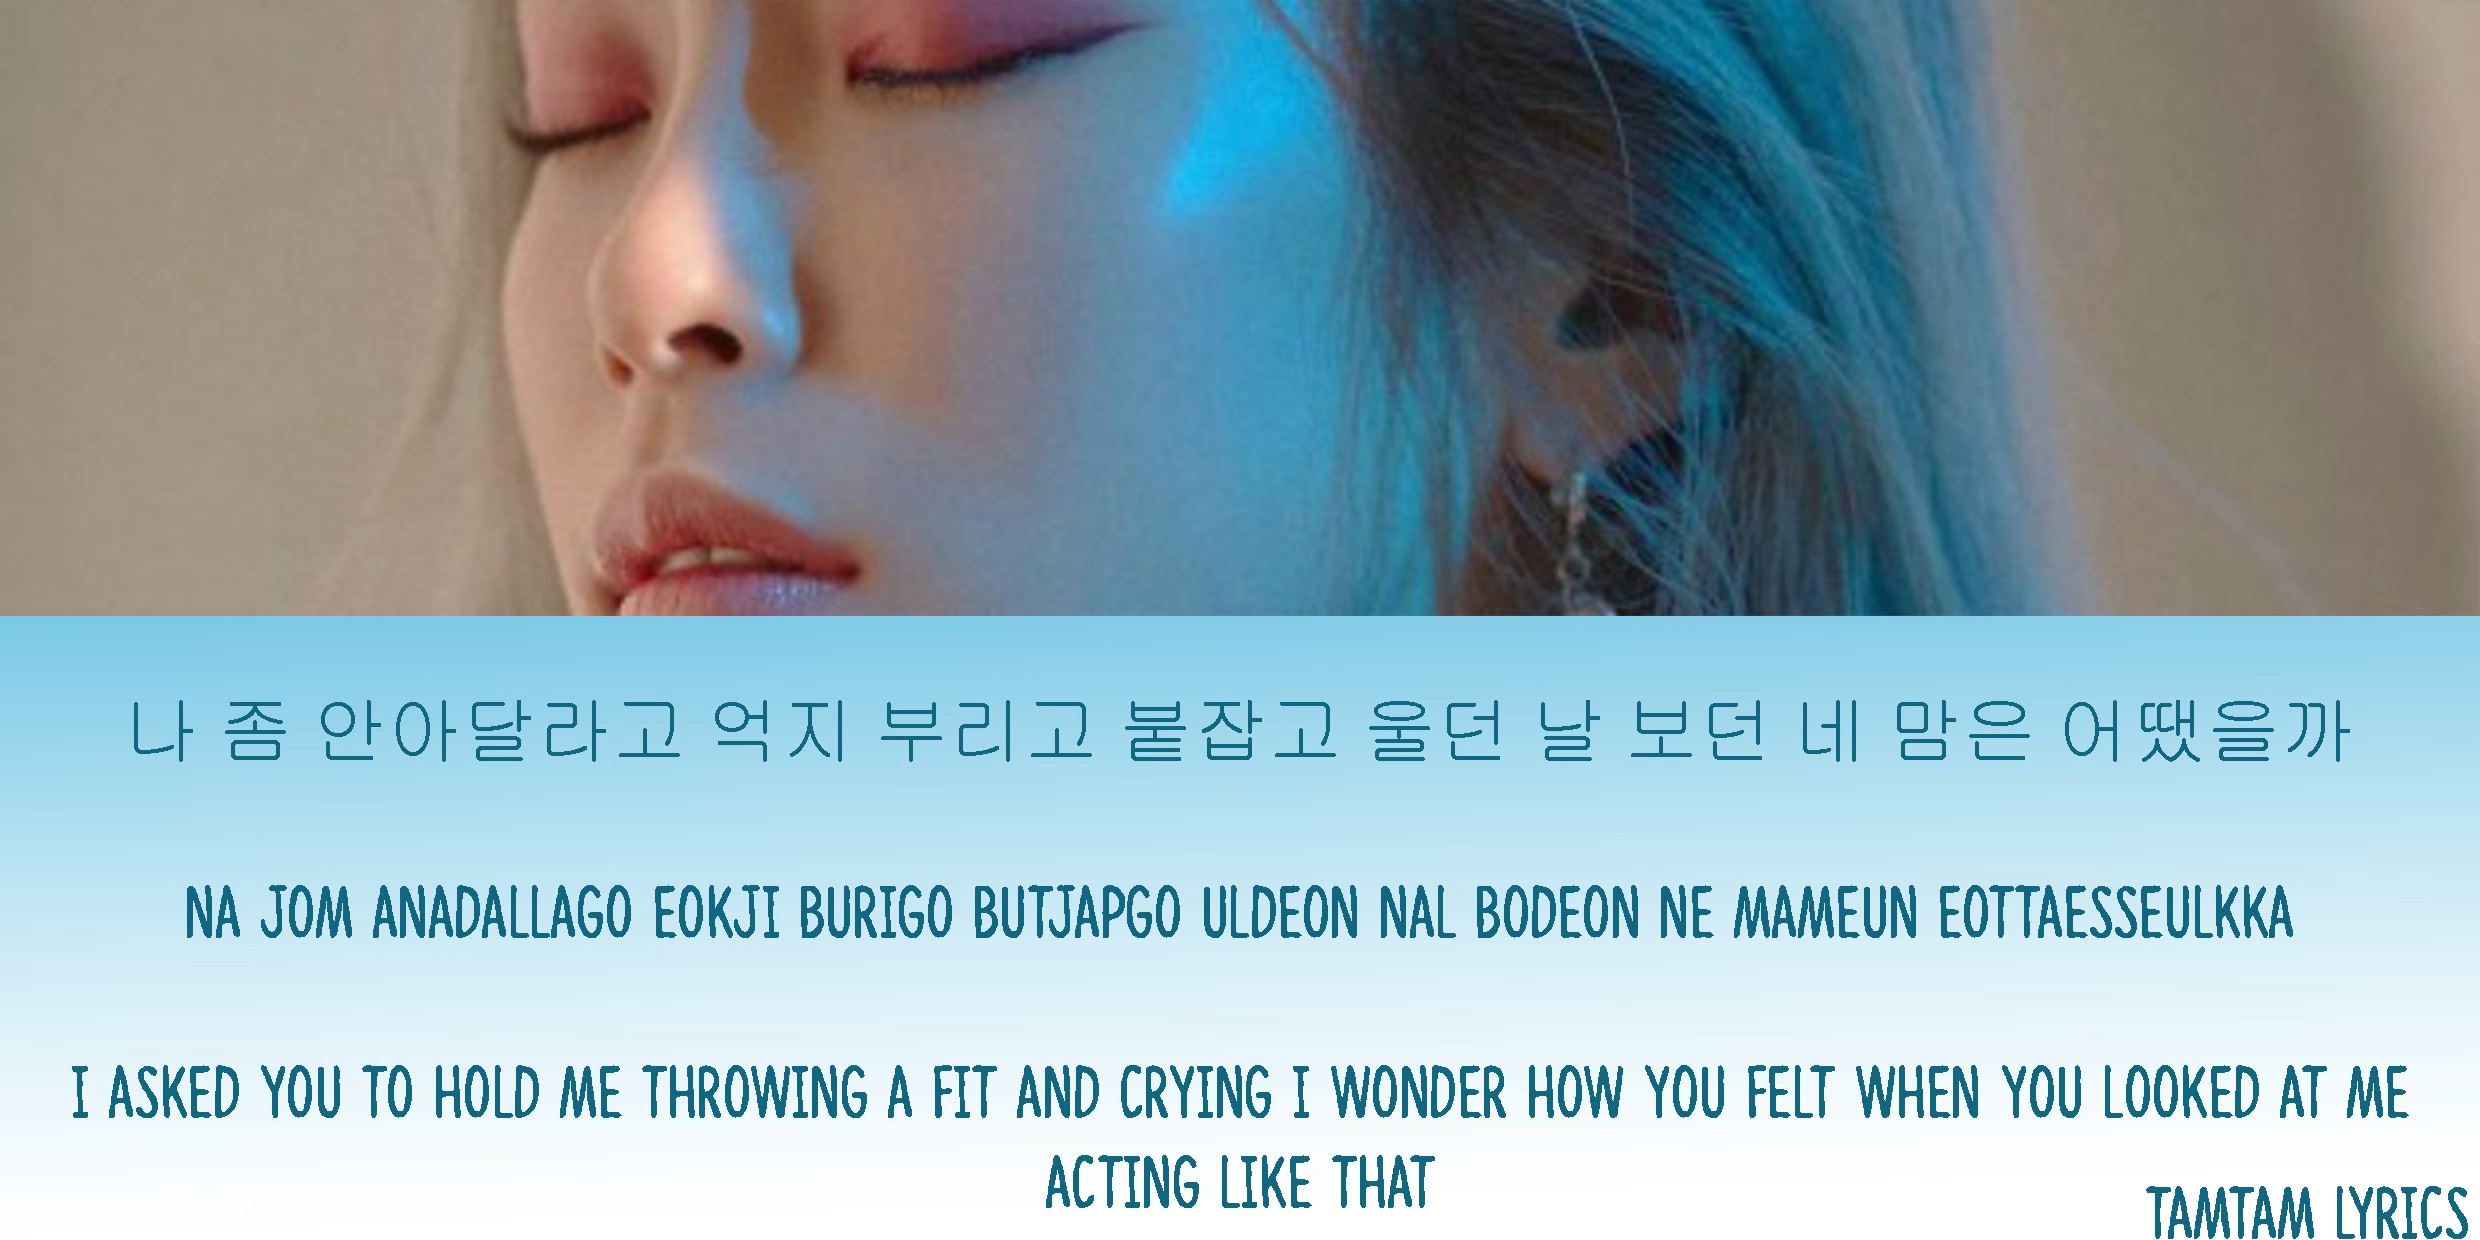 나 좀 안아달라고 억지 부리고 붙잡고 울던 날 보던 네 맘은 어땠을까
NA JOM ANADALLAGO EOKJI BURIGO BUTJAPGO ULDEON NAL BODEON NE MAMEUN EOTTAESSEULKKA
I ASKED YOU TO HOLD ME THROWING A FIT AND CRYING I WONDER HOW YOU FELT WHEN YOU LOOKED AT ME
ACTING LIKE THAT
TAMTAM LYRICS